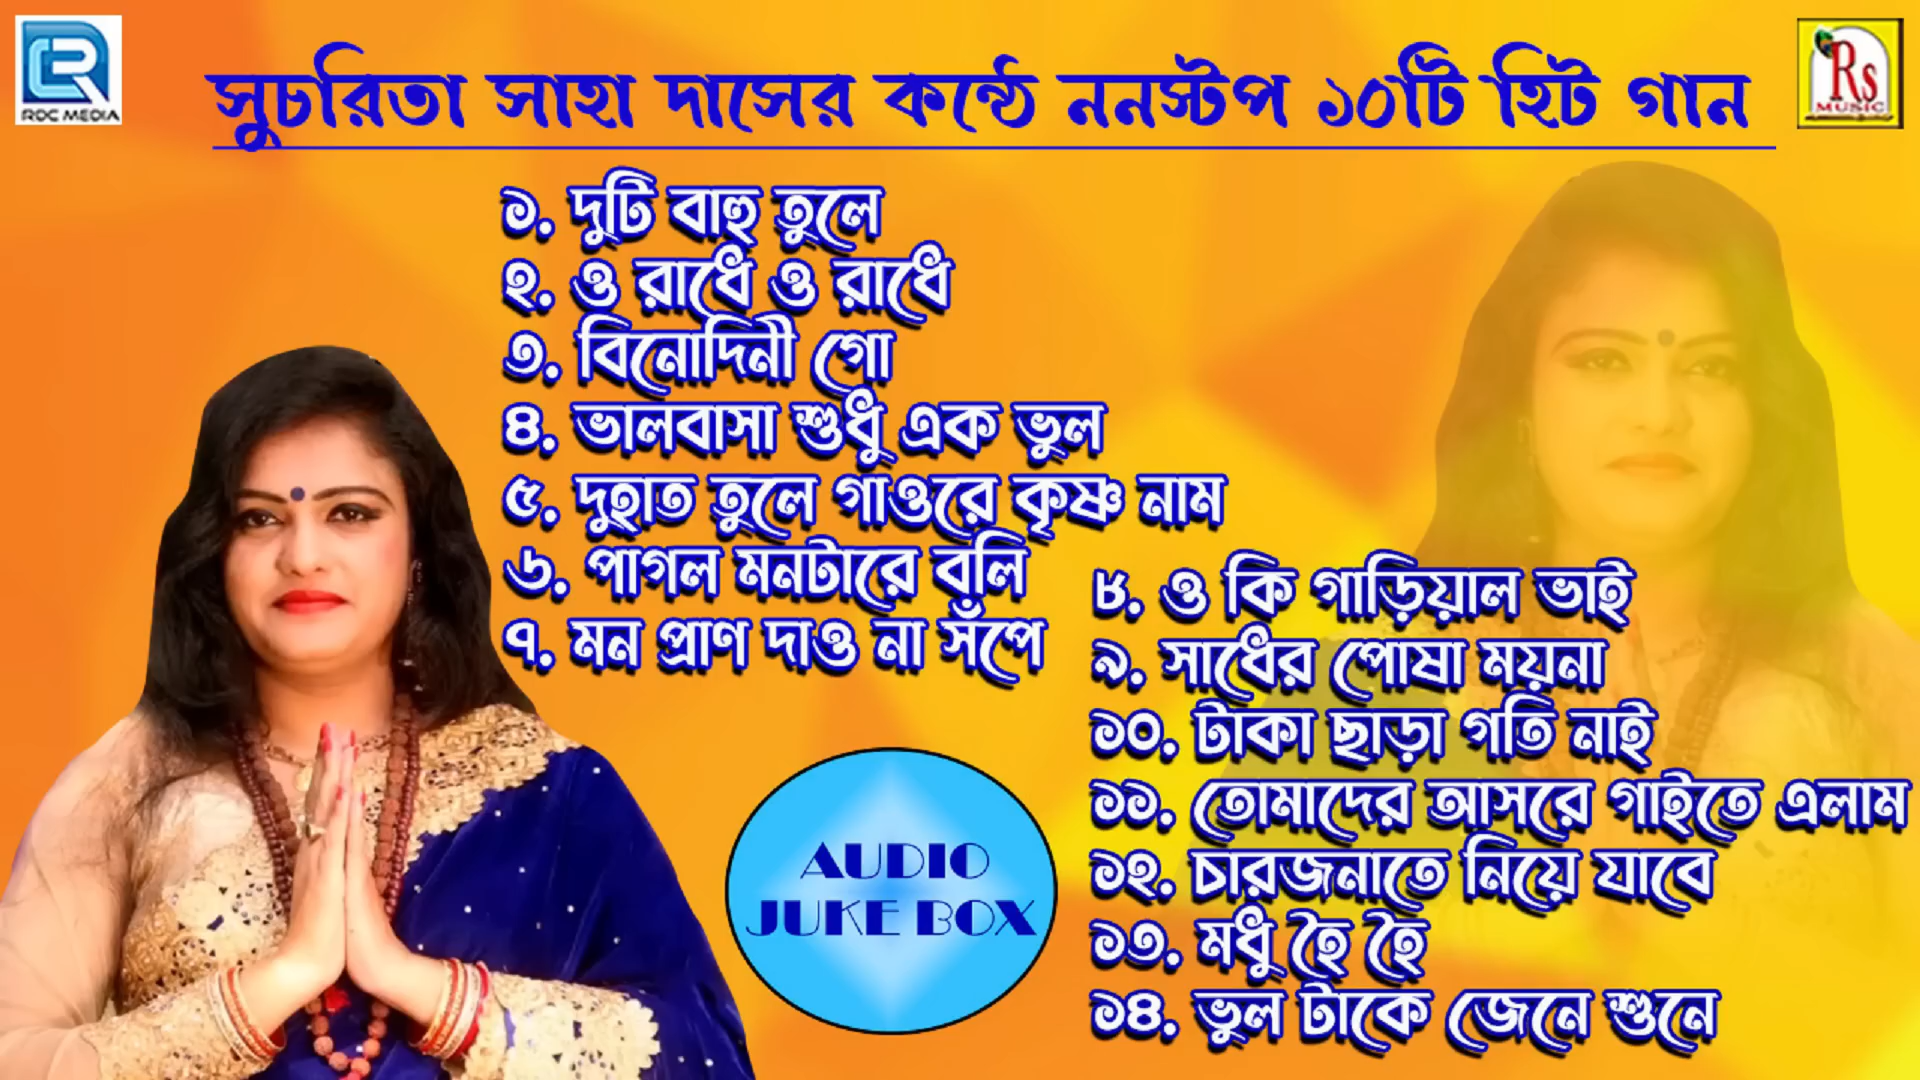 RDC MEDIA
সুচরিতা সাহা দাসের কন্ঠে ননস্টপ ১০টি হিট গান
Rs
MUSIC
১. দুটি বাহু তুলে
২. ও রাধে ও রাধে
৩. বিনোদিনী গো
৪. ভালবাসা শুধু এক ভুল
৫. দুহাত তুলে গাওরে কৃষ্ণ নাম
৬. পাগল মনটারে বলি
৭. মন প্রাণ দাও না সঁপে
৮. ও কি গাড়িয়াল ভাই
৯. সাধের পোষা ময়না
১০. টাকা ছাড়া গতি নাই
১১. তোমাদের আসরে গাইতে এলাম
১২. চারজনাতে নিয়ে যাবে
১৩. মধু হৈ হৈ
১৪. ভুল টাকে জেনে শুনে
AUDIO
JUKE BOX